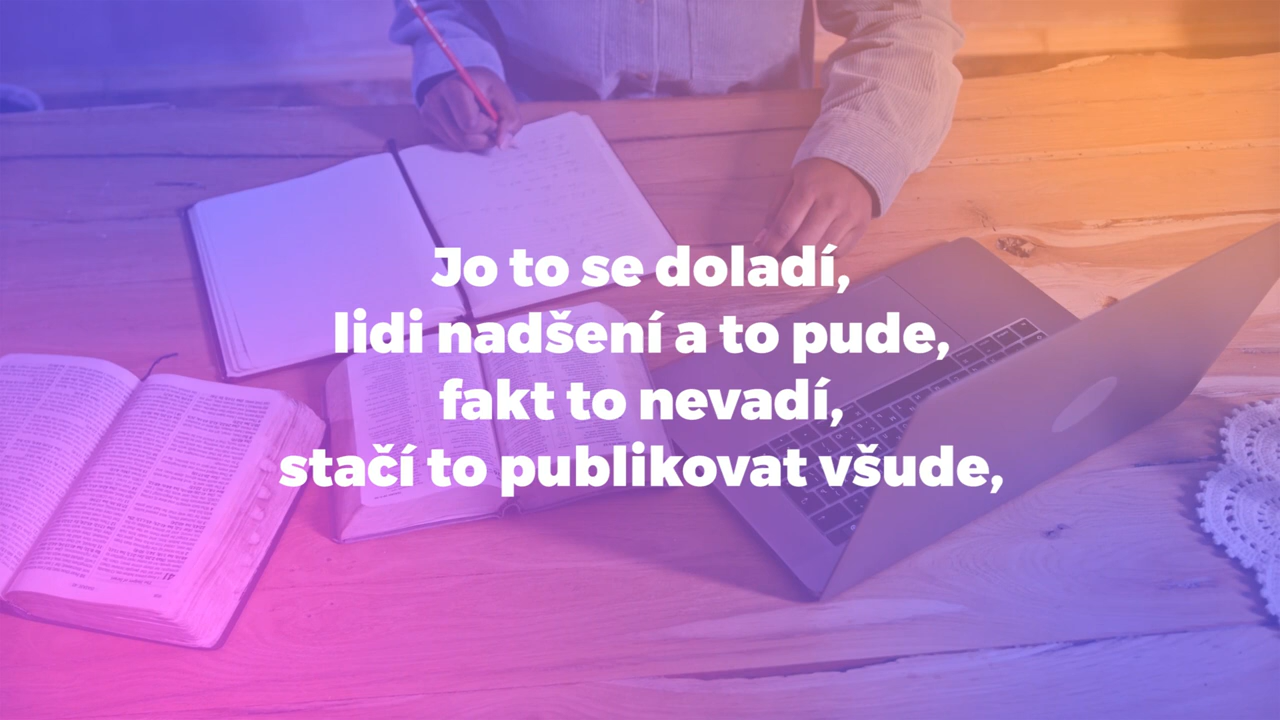 Jo to se doladí,
lidi nadšení a to pude,
fakt to nevadí,
stačí to publikovat všude,